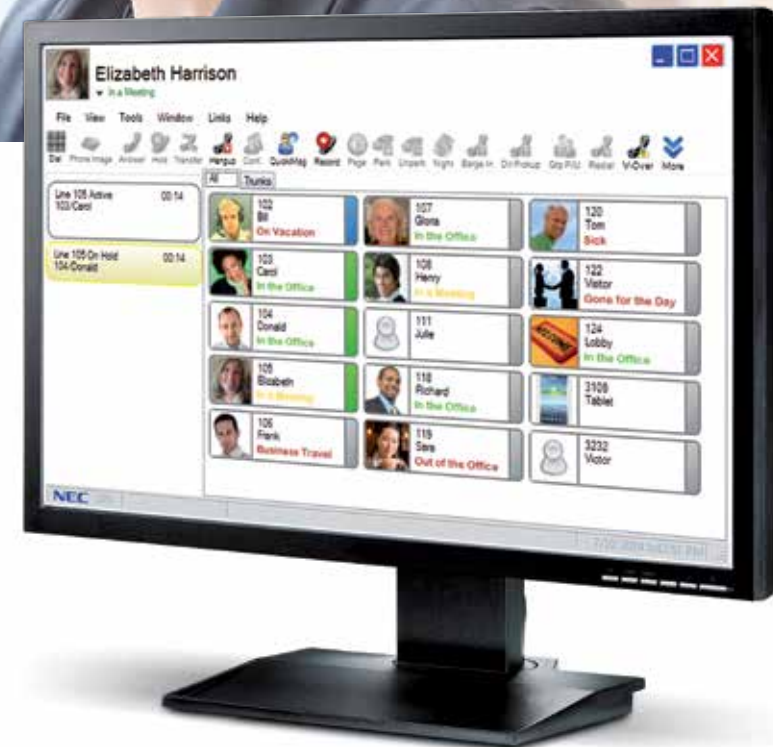 Elizabeth Harrison
In a Meeting
File View Tools Window Links Help
Dial Phone Image Answer Hold Transfer Hangup Conf. QuickMsg Record Page Park Unpark Night Barge In Dir Pickup Grp P/U Redial V-Over More
All Trunks
Line 105 Active 00:14
103/Carol
Line 105 On Hold 00:14
104/Donald
102
Bill
On Vacation
103
Carol
In the Office
104
Donald
In the Office
105
Elizabeth
In a Meeting
106
Frank
Business Travel
107
Gloria
In the Office
108
Henry
In a Meeting
111
Julie
118
Richard
In the Office
119
Sara
Out of the Office
120
Tom
Sick
122
Gone for the Day
124
Lobby
In the Office
3108
Tablet
3232
Victor
NEC